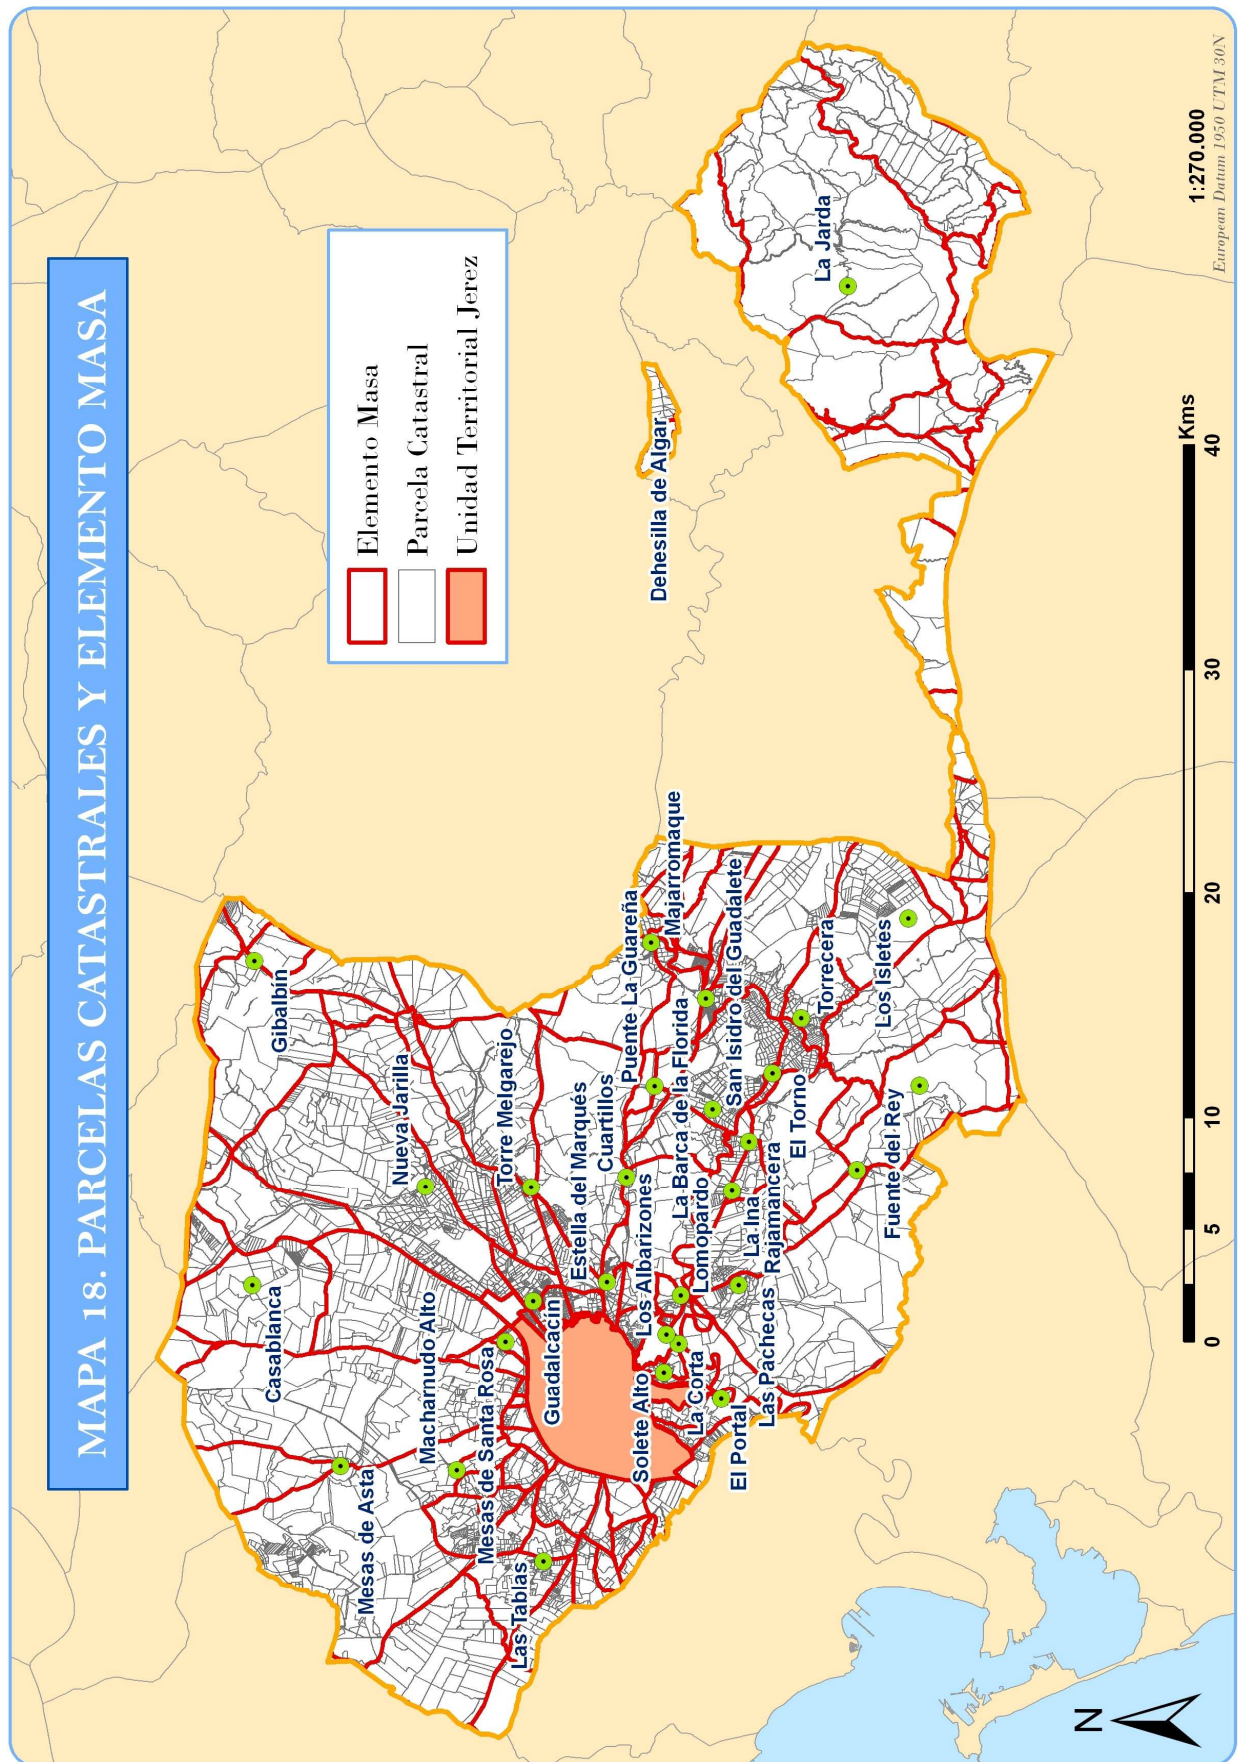 MAPA 18. PARCELAS CATASTRALES Y ELEMENTO MASA
Elemento Masa
Parcela Catastral
Unidad Territorial Jerez
Gibalbín
Casablanca
Mesas de Asta
Nueva Jarilla
Macharnudo Alto
Mesas de Santa Rosa
Torre Melgarejo
Las Tablas
Guadalcacín
Estella del Marqués
Cuartillos
Puente La Guareña
Majarromaque
Dehesilla de Algar
La Jarda
Solete Alto
Los Albarizones
La Barca de la Florida
La Corta
Lomopardo
San Isidro del Guadalete
El Portal
La Ina
Las Pachecas
Rajamancera
El Torno
Torrecera
Los Isletes
Fuente del Rey
N
0 5 10 20 30 40
Kms
1:270.000
European Datum 1950 UTM 30N